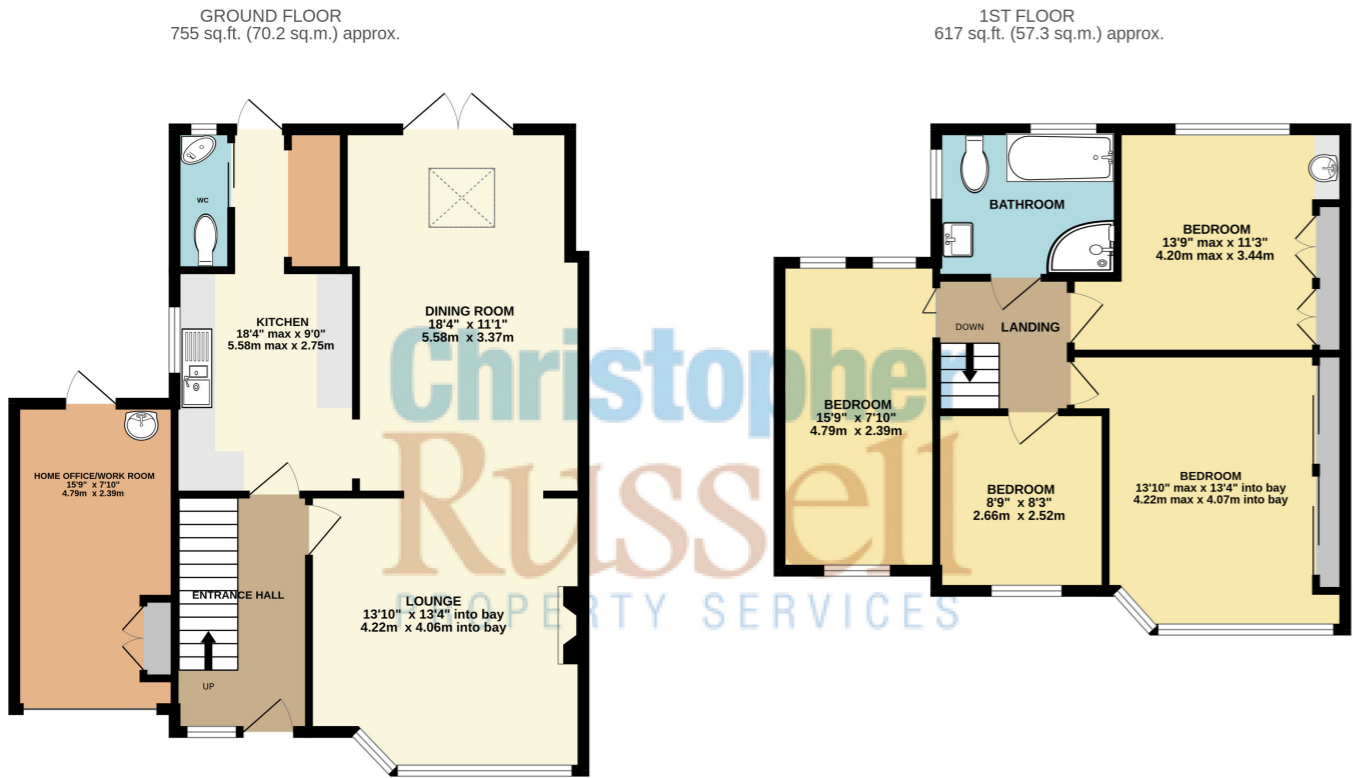 GROUND FLOOR
755 sq.ft. (70.2 sq.m.) approx.
1ST FLOOR
617 sq.ft. (57.3 sq.m.) approx.
WC
KITCHEN
18'4" max x 9'0"
5.58m max x 2.75m
DINING ROOM
18'4" x 11'1"
5.58m x 3.37m
HOME OFFICE/WORK ROOM
15'9" x 7'10"
4.79m x 2.39m
ENTRANCE HALL
UP
LOUNGE
13'10" x 13'4" into bay
4.22m x 4.06m into bay
BATHROOM
BEDROOM
13'9" max x 11'3"
4.20m max x 3.44m
DOWN
LANDING
BEDROOM
15'9" x 7'10"
4.79m x 2.39m
BEDROOM
8'9" x 8'3"
2.66m x 2.52m
BEDROOM
13'10" max x 13'4" into bay
4.22m max x 4.07m into bay
Christopher
Russell
PROPERTY SERVICES